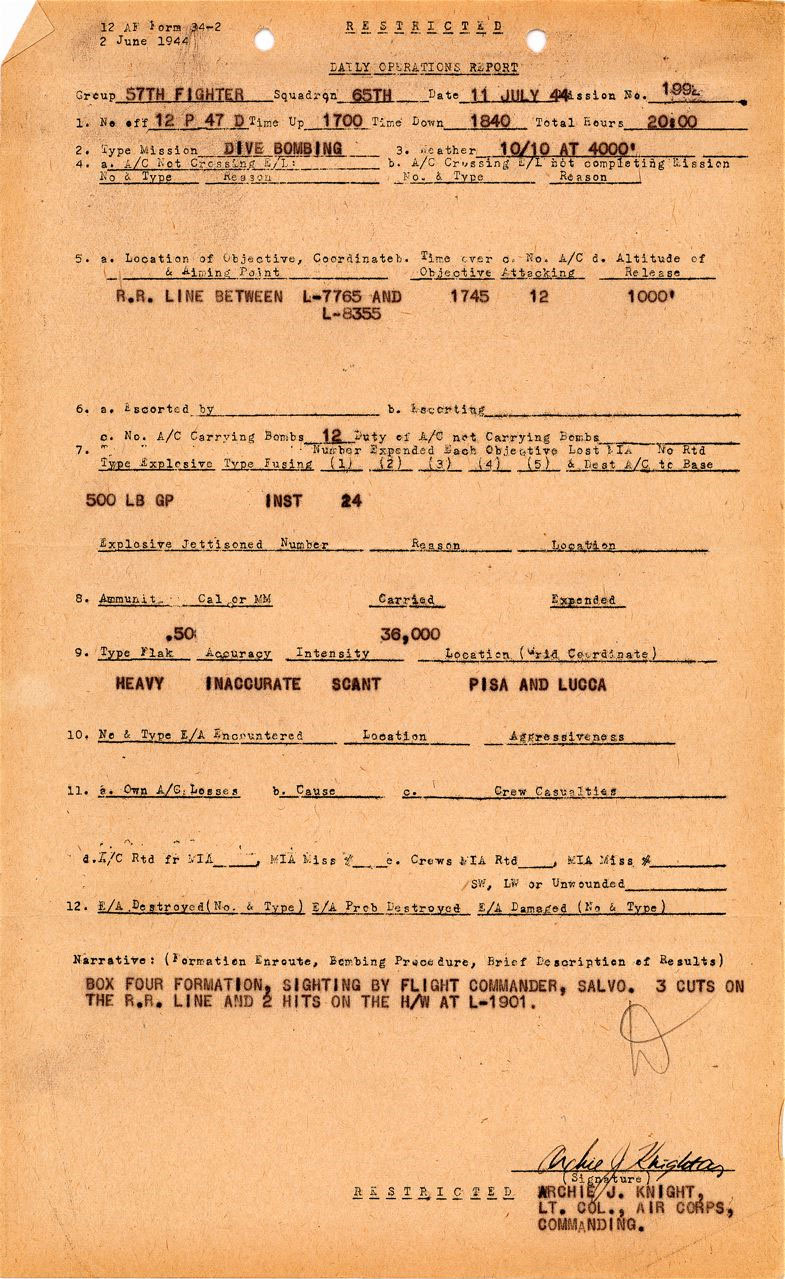 12 AF Form 34-2
RESTRICTED
2 June 1944
DAILY OPERATIONS REPORT
Group 57TH FIGHTER Squadron 65TH Date 11 JULY 44 Mission No. 199
1. No off 12 P 47 D Time Up 1700 Time Down 1840 Total Hours 20:00
2. Type Mission DIVE BOMBING 3. Weather 10/10 AT 4000'
4. a. A/C Not Crossing E/L: b. A/C Crossing E/L not completing Mission
No & Type Reason No. & Type Reason
5. a. Location of Objective, Coordinate b. Time over c. No. A/C d. Altitude of
& Aiming Point Objective Attacking Release
R.R. LINE BETWEEN L-7765 AND 1745 12 1000'
L-8355
6. a. Escorted by b. Escorting
c. No. A/C Carrying Bombs 12 Duty of A/C not Carrying Bombs
7. Number Expended Each Objective Lost MIA No Rtd
Type Explosive Type Fusing (1) (2) (3) (4) (5) & Dest A/C to Base
500 LB GP INST 24
Explosive Jettisoned Number Reason Location
8. Ammunit Cal or MM Carried Expended
.50 36,000
9. Type Flak Accuracy Intensity Location (Grid Coordinate)
HEAVY INACCURATE SCANT PISA AND LUCCA
10. No & Type E/A Encountered Location Aggressiveness
11. a. Own A/C Losses b. Cause c. Crew Casualties
d. A/C Rtd fr MIA , MIA Miss # e. Crews MIA Rtd , MIA Miss #
SW, LW or Unwounded
12. E/A Destroyed(No. & Type) E/A Prob Destroyed E/A Damaged (No & Type)
Narrative: (Formation Enroute, Bombing Procedure, Brief Description of Results)
BOX FOUR FORMATION, SIGHTING BY FLIGHT COMMANDER, SALVO. 3 CUTS ON
THE R.R. LINE AND 2 HITS ON THE H/W AT L-1901.
Archie J Knight
(Signature)
RESTRICTED
ARCHIE J. KNIGHT,
LT. COL., AIR CORPS,
COMMANDING.